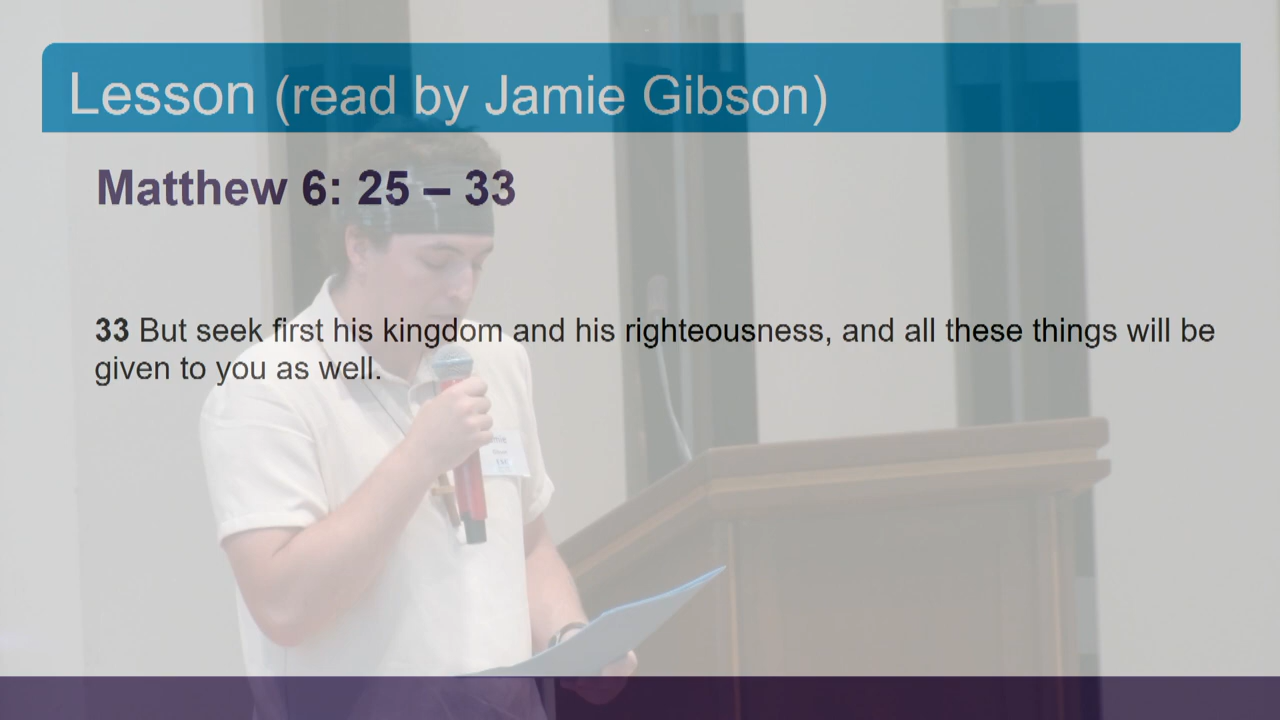 Lesson (read by Jamie Gibson)
Matthew 6: 25 – 33
33 But seek first his kingdom and his righteousness, and all these things will be
given to you as well.